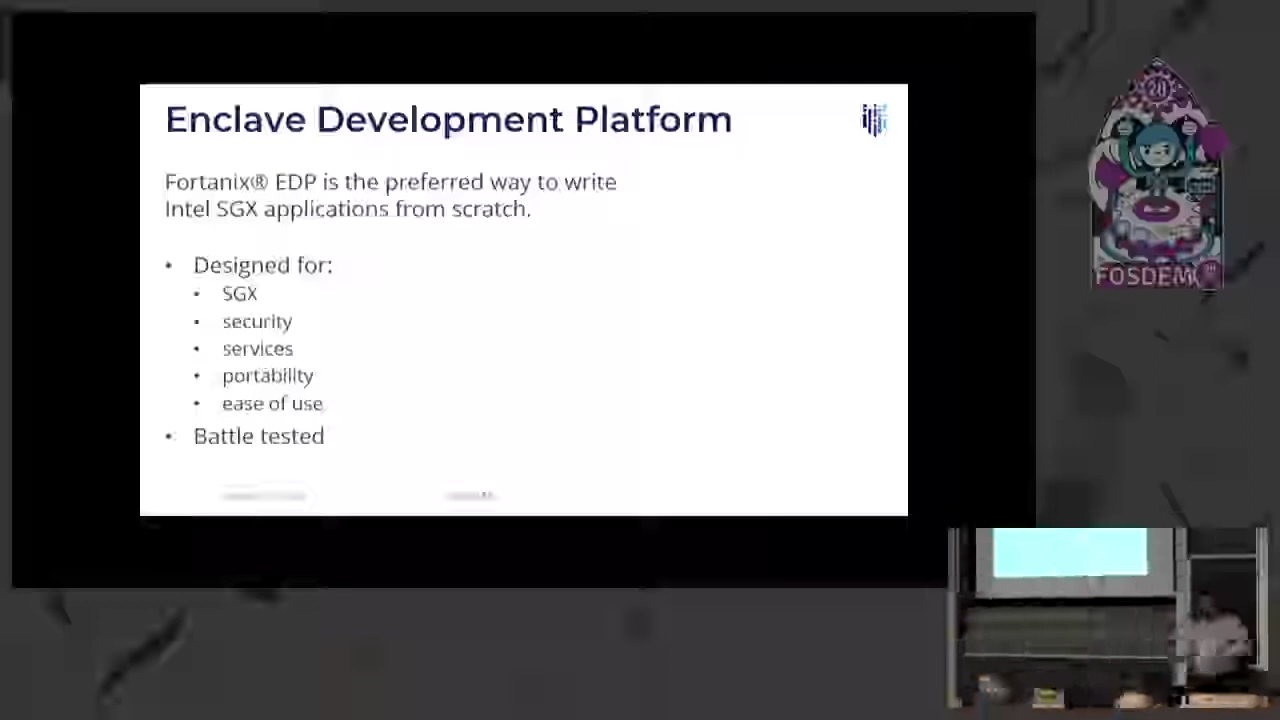 Enclave Development Platform
Fortanix® EDP is the preferred way to write
Intel SGX applications from scratch.
• Designed for:
• SGX
• security
• services
• portability
• ease of use
• Battle tested
20
FOSDEM